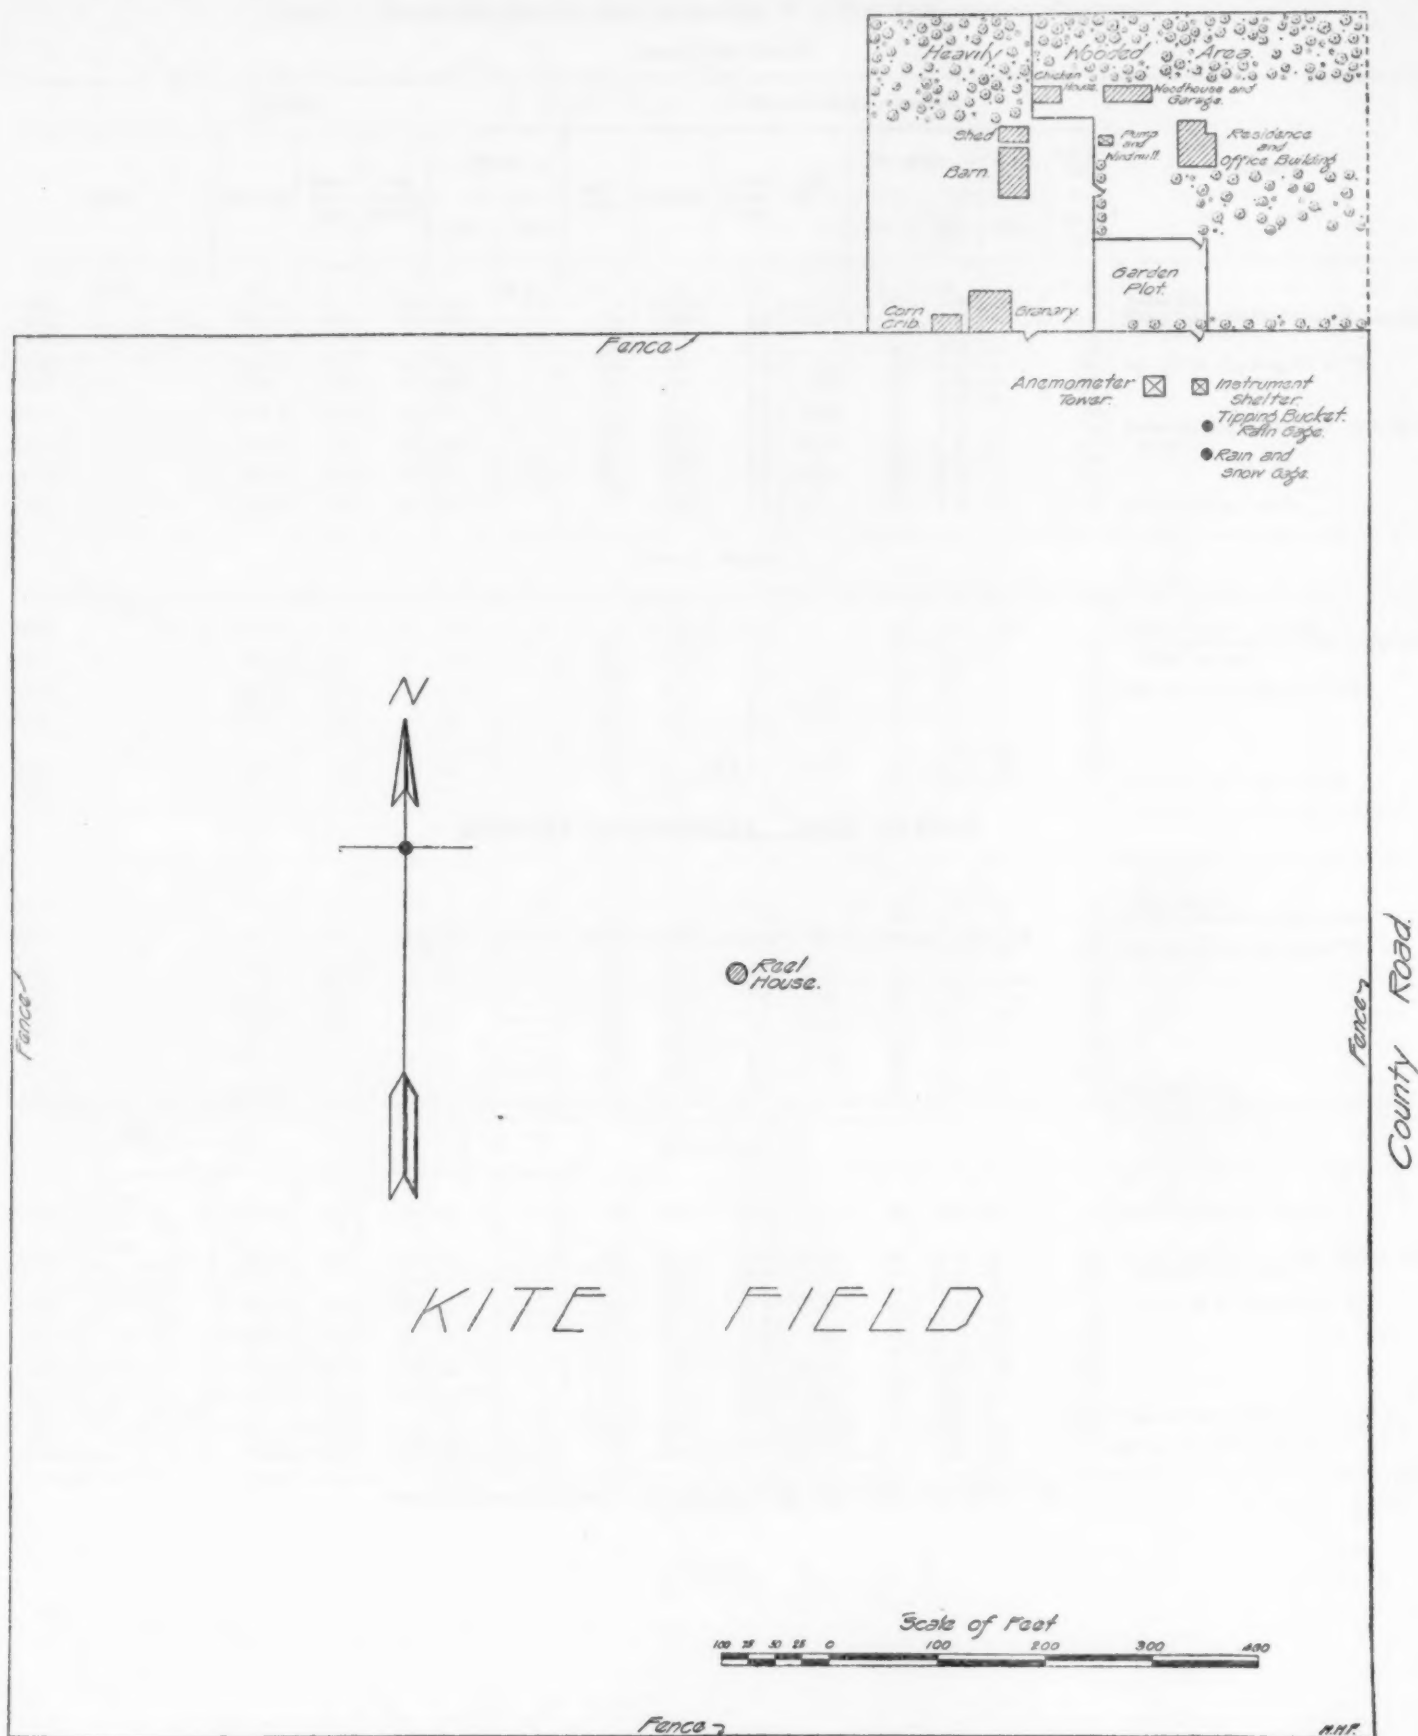 Heavily Wooded Area.
Chicken
House.
Woodhouse and
Garage.
Shed
Pump
and
Windmill.
Residence
and
Office Building
Barn.
Garden
Plot.
Corn
Crib.
Granary
Fence
Anemometer
Tower.
Instrument
Shelter.
Tipping Bucket.
Rain Gage.
Rain and
Snow Gage.
N
Reel
House.
Fence
Fence
County Road.
KITE FIELD
Scale of Feet
100 75 50 25 0 100 200 300 400
Fence
M.H.P.